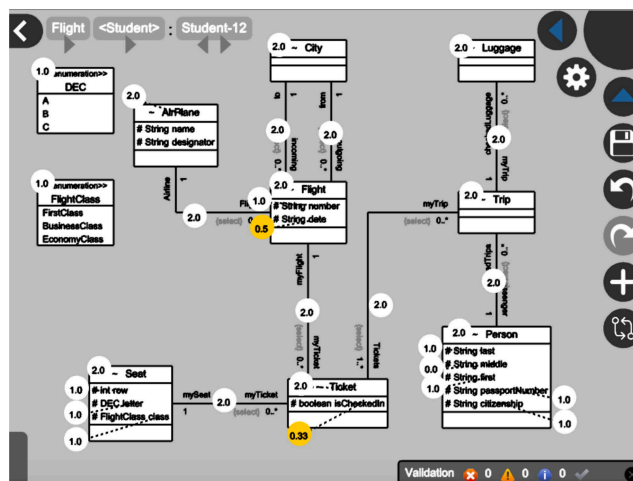 Flight <Student> : Student-12
1.0 enumeration>>
DEC
A
B
C
2.0 ~ AirPlane
# String name
# String designator
2.0 ~ City
2.0 ~ Luggage
to
1
from
1
2.0
2.0
incoming
0..*
0..*
0..*
2.0
myTrip
1
1.0 enumeration>>
FlightClass
FirstClass
BusinessClass
EconomyClass
Airline
1
2.0
{select}
2.0 ~ Flight
1.0 # String number
# String date
0.5
myTrip
{select} 0..*
2.0 ~ Trip
myFlight
1
2.0
myTicket
{select}
0..*
2.0
Tickets
{select}
1..*
0..*
2.0
1
2.0 ~ Person
1.0 # String last
0.0 # String middle
1.0 # String first
# String passportNumber 1.0
# String citizenship
1.0
2.0 ~ Seat
1.0 # int row
1.0 # DEC letter
# FlightClass class
1.0
mySeat
1
2.0
myTicket
{select} 0..*
2.0 ~ Ticket
# boolean isCheckedIn
0.33
Validation 0 0 0